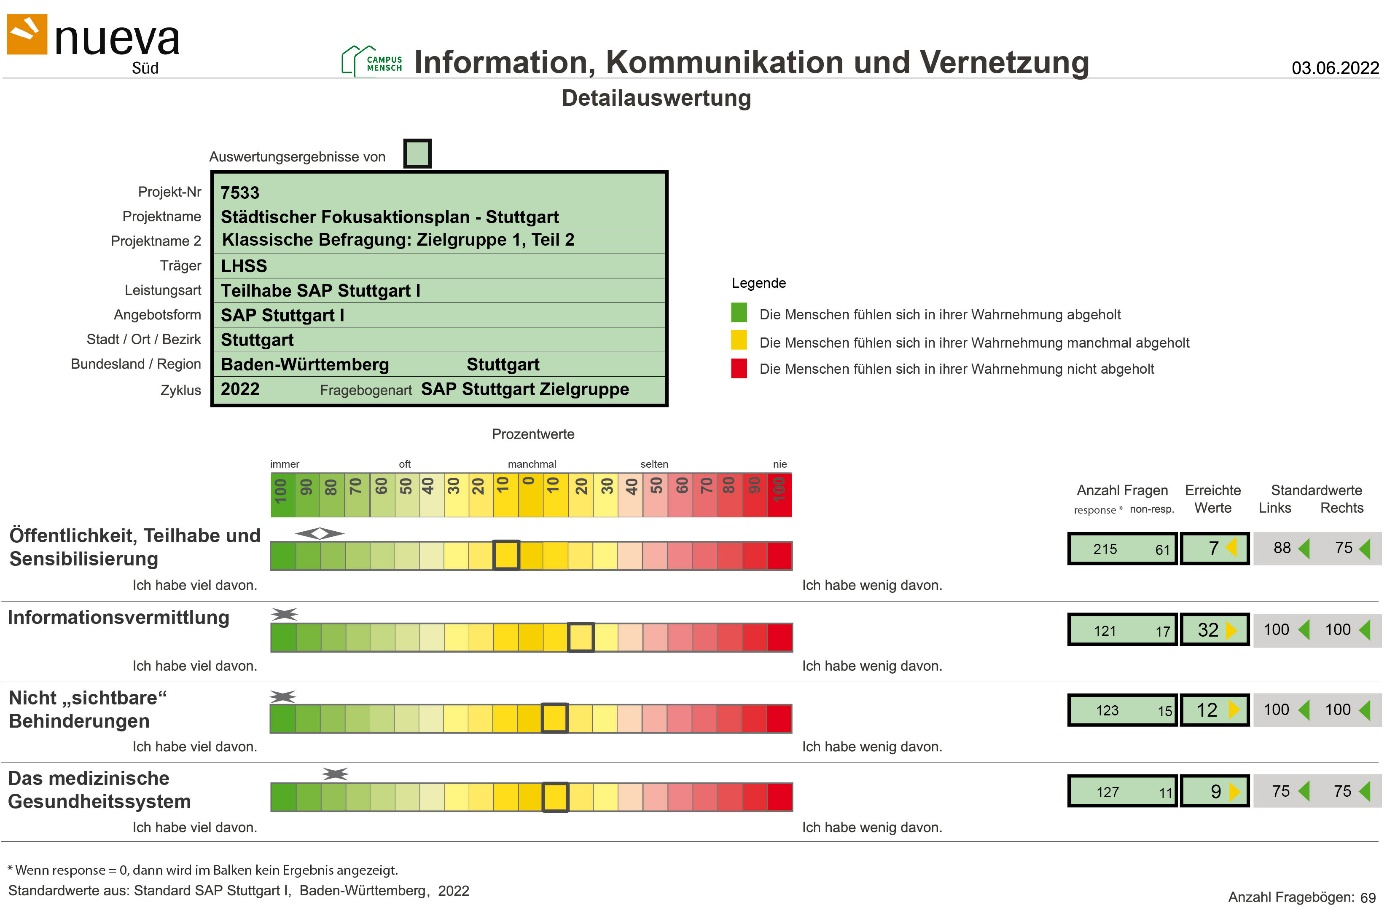 nueva
Süd
CAMPUS
MENSCH
Information, Kommunikation und Vernetzung
03.06.2022
Detailauswertung
Auswertungsergebnisse von
Projekt-Nr 7533
Projektname Städtischer Fokusaktionsplan - Stuttgart
Projektname 2 Klassische Befragung: Zielgruppe 1, Teil 2
Träger LHSS
Leistungsart Teilhabe SAP Stuttgart I
Angebotsform SAP Stuttgart I
Stadt / Ort / Bezirk Stuttgart
Bundesland / Region Baden-Württemberg Stuttgart
Zyklus 2022 Fragebogenart SAP Stuttgart Zielgruppe
Legende
Die Menschen fühlen sich in ihrer Wahrnehmung abgeholt
Die Menschen fühlen sich in ihrer Wahrnehmung manchmal abgeholt
Die Menschen fühlen sich in ihrer Wahrnehmung nicht abgeholt
Prozentwerte
immer oft manchmal selten nie
100 90 80 70 60 50 40 30 20 10 0 10 20 30 40 50 60 70 80 90 100
Anzahl Fragen Erreichte Standardwerte
response * non-resp. Werte Links Rechts
Öffentlichkeit, Teilhabe und
Sensibilisierung
215 61 7 88 75
Ich habe viel davon. Ich habe wenig davon.
Informationsvermittlung
121 17 32 100 100
Ich habe viel davon. Ich habe wenig davon.
Nicht „sichtbare“
Behinderungen
123 15 12 100 100
Ich habe viel davon. Ich habe wenig davon.
Das medizinische
Gesundheitssystem
127 11 9 75 75
Ich habe viel davon. Ich habe wenig davon.
* Wenn response = 0, dann wird im Balken kein Ergebnis angezeigt.
Standardwerte aus: Standard SAP Stuttgart I, Baden-Württemberg, 2022
Anzahl Fragebögen: 69